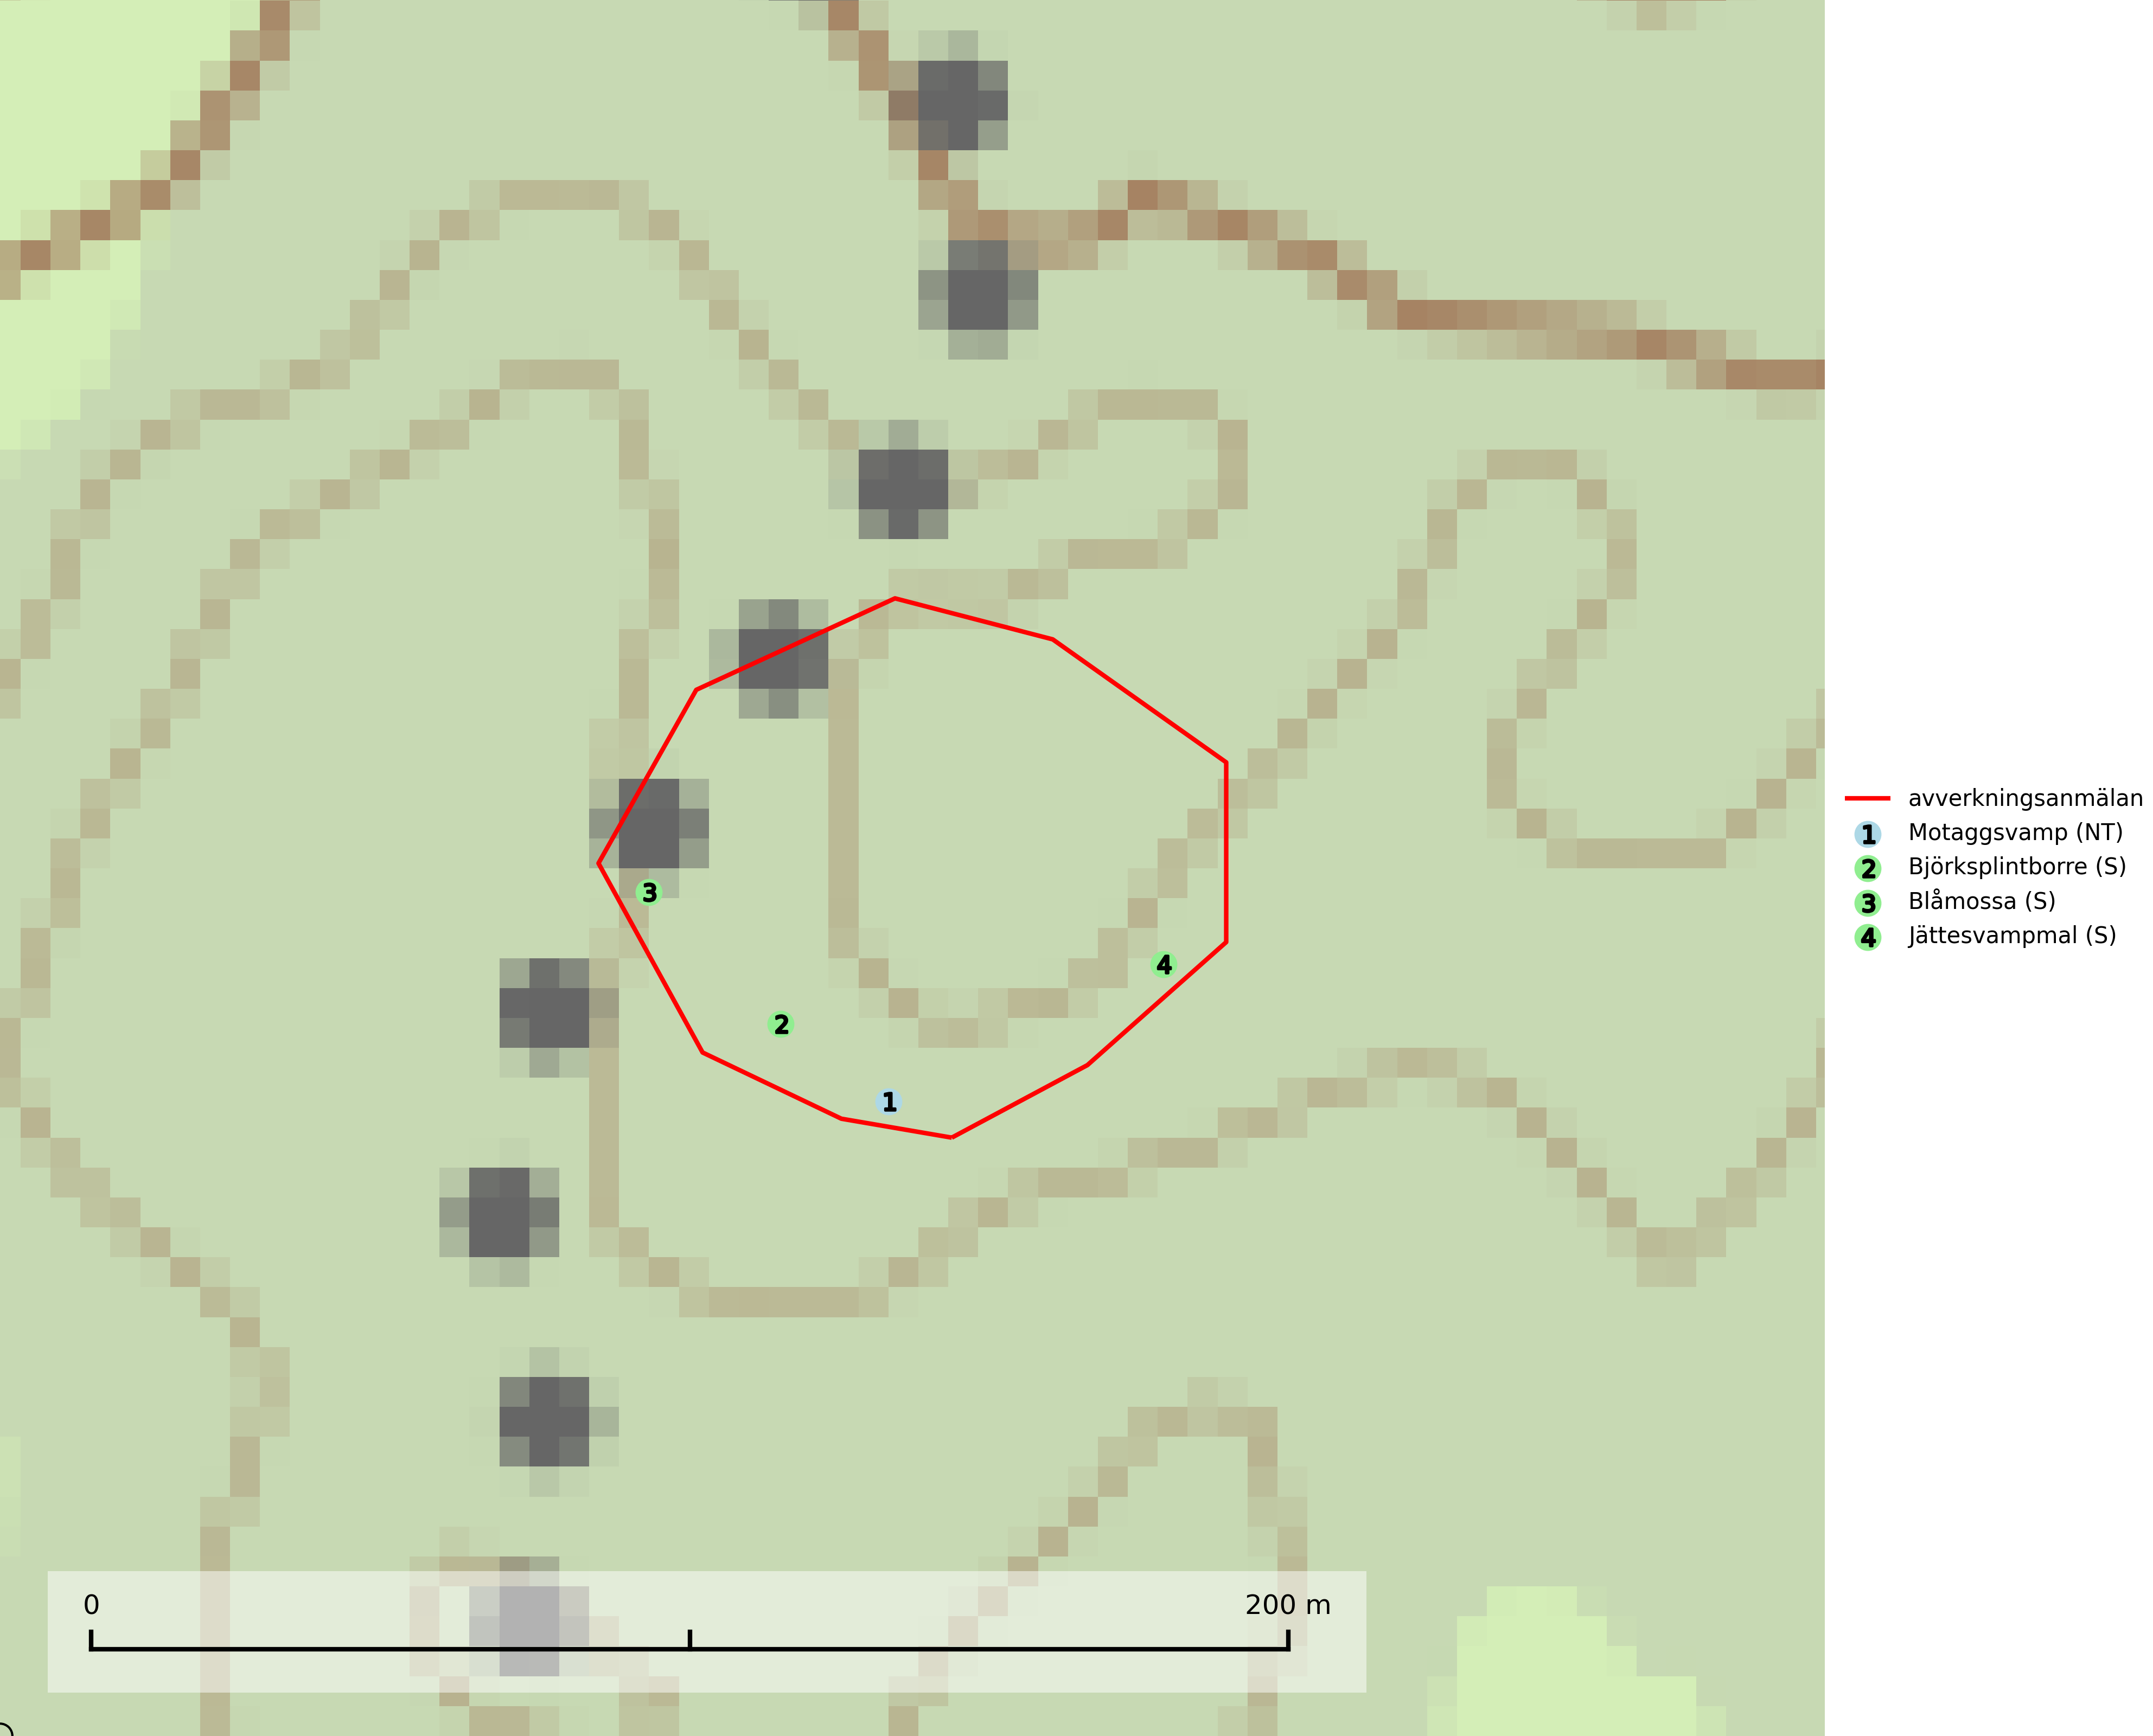 3
4
2
1
0
200 m
avverkningsanmälan
1 Motaggsvamp (NT)
2 Björksplintborre (S)
3 Blåmossa (S)
4 Jättesvampmal (S)